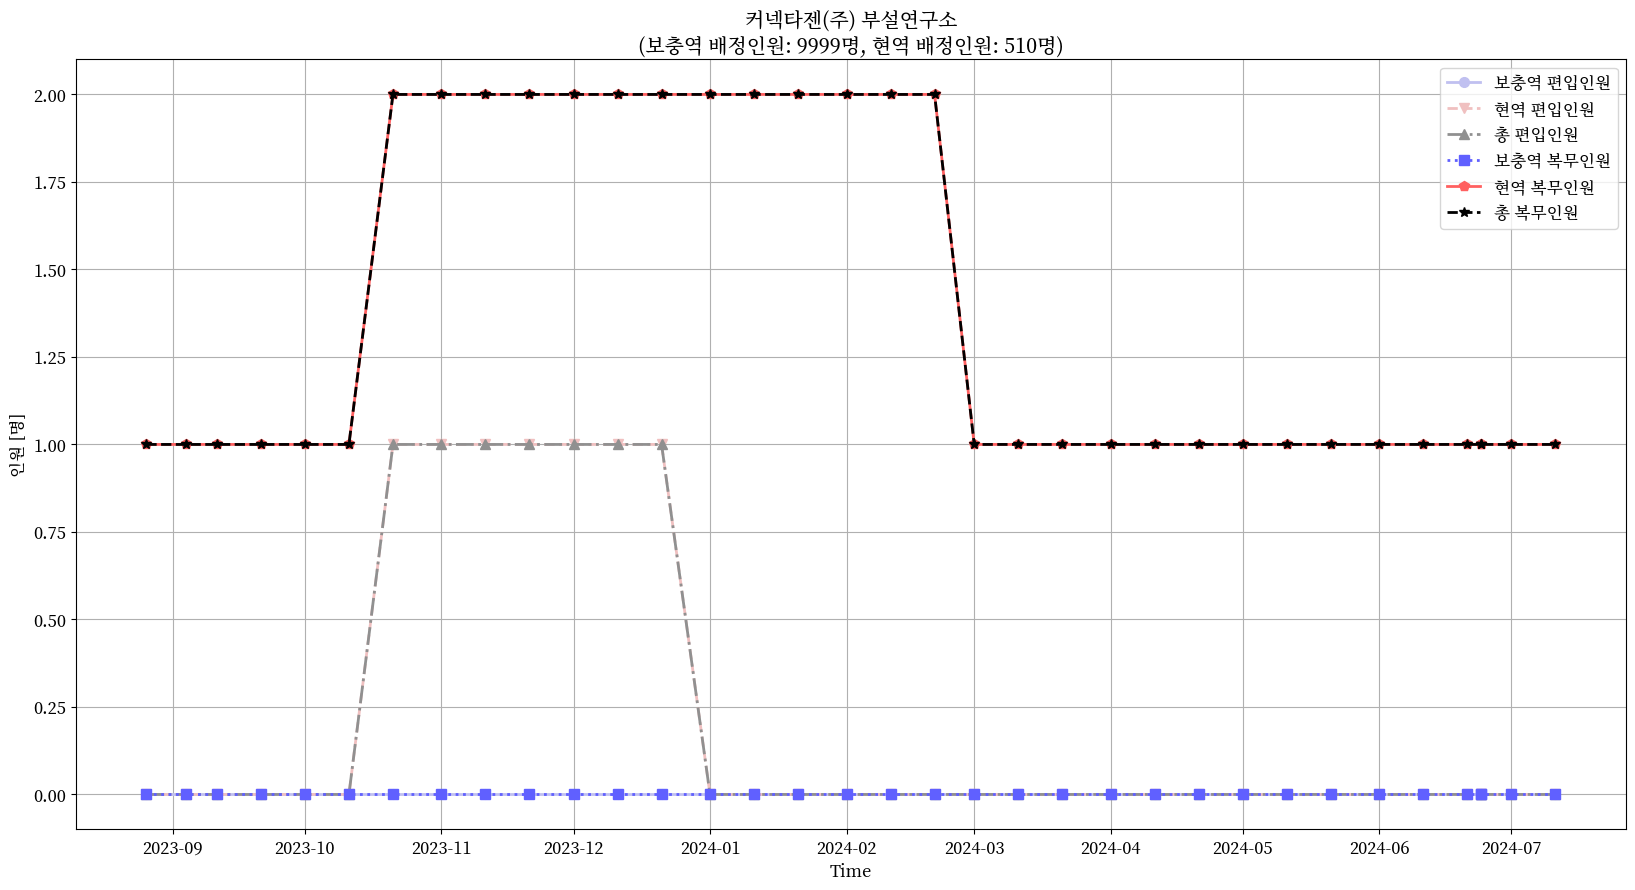 커넥타젠(주) 부설연구소
(보충역 배정인원: 9999명, 현역 배정인원: 510명)
보충역 편입인원
현역 편입인원
총 편입인원
보충역 복무인원
현역 복무인원
총 복무인원
2.00
1.75
1.50
1.25
1.00
0.75
0.50
0.25
0.00
인원 [명]
2023-09 2023-10 2023-11 2023-12 2024-01 2024-02 2024-03 2024-04 2024-05 2024-06 2024-07
Time